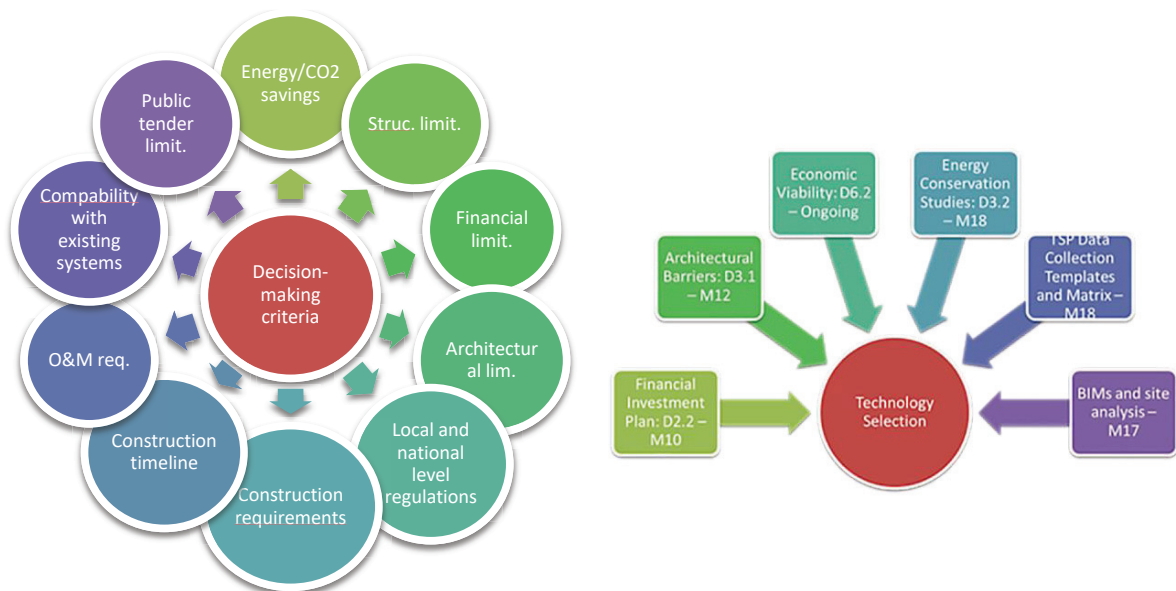 Energy/CO2
savings
Struc. limit.
Financial
limit.
Architectur
al lim.
Local and
national
level
regulations
Construction
requirements
Construction
timeline
O&M req.
Compability
with
existing
systems
Public
tender
limit.
Decision-
making
criteria
Financial
Investment
Plan: D2.2 –
M10
Architectural
Barriers: D3.1
– M12
Economic
Viability: D6.2
– Ongoing
Energy
Conservation
Studies: D3.2 –
M18
TSP Data
Collection
Templates
and Matrix –
M18
BIMs and site
analysis –
M17
Technology
Selection